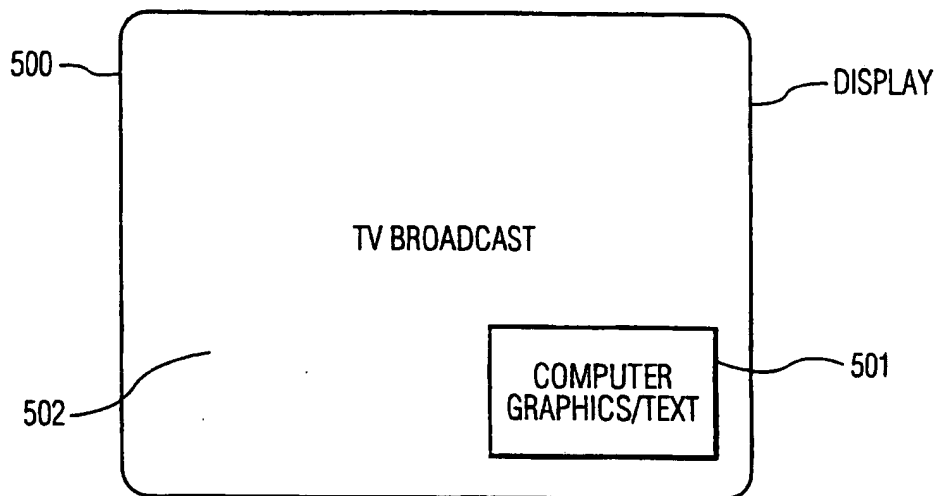 500
DISPLAY
TV BROADCAST
COMPUTER
GRAPHICS/TEXT
501
502